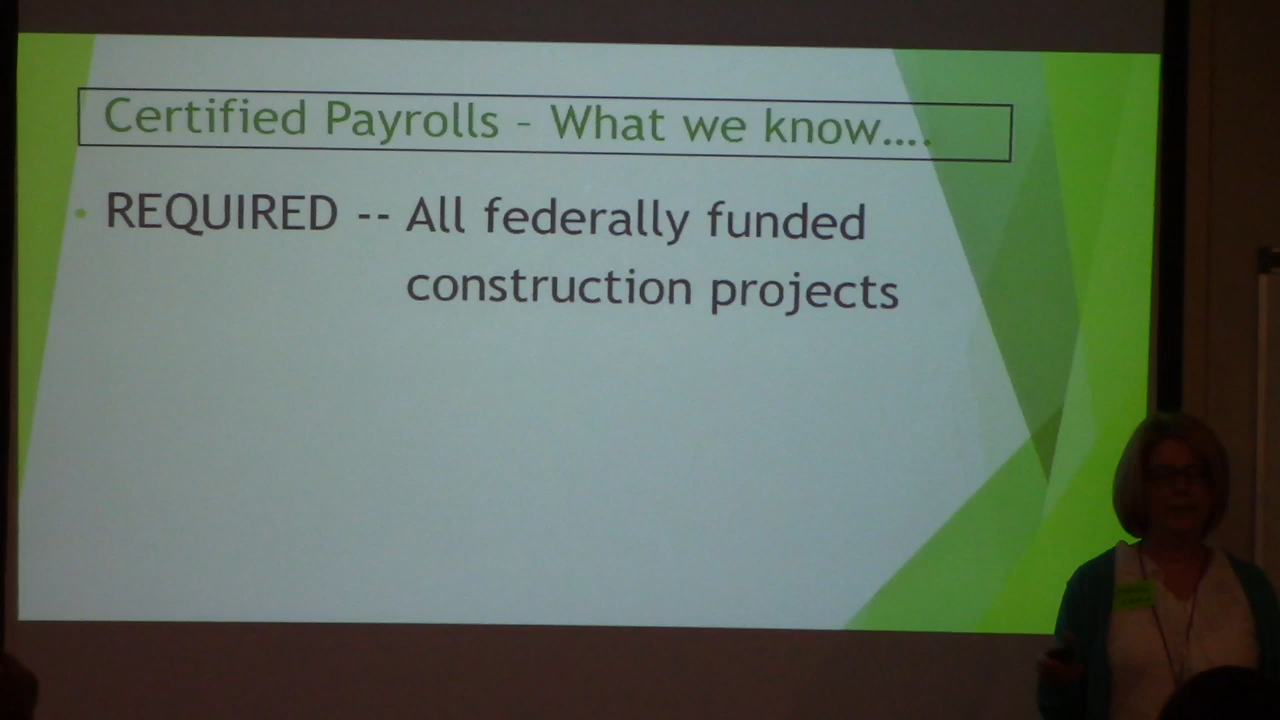 Certified Payrolls – What we know….
• REQUIRED -- All federally funded
construction projects